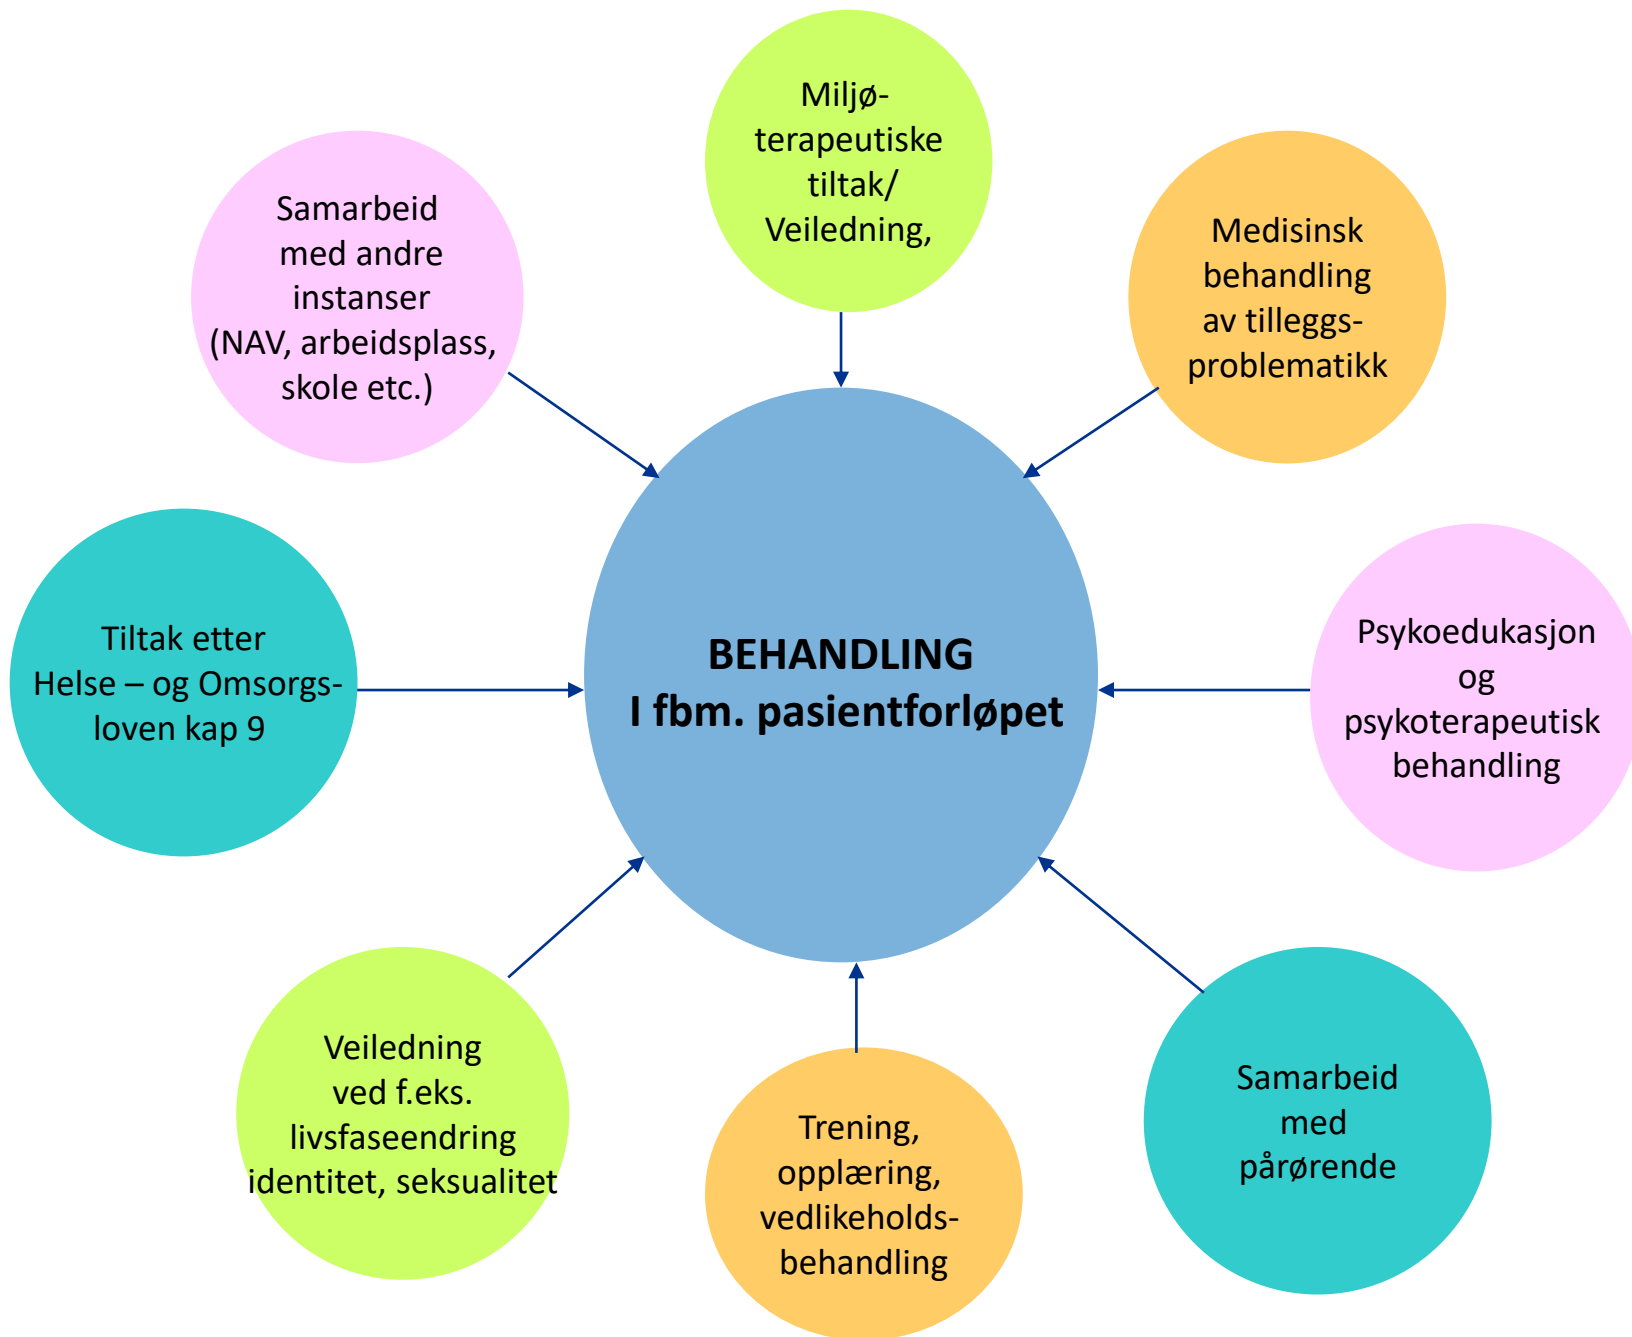 Miljø-
terapeutiske
tiltak/
Veiledning,
Samarbeid
med andre
instanser
(NAV, arbeidsplass,
skole etc.)
Medisinsk
behandling
av tilleggs-
problematikk
Tiltak etter
Helse – og Omsorgs-
loven kap 9
BEHANDLING
I fbm. pasientforløpet
Psykoedukasjon
og
psykoterapeutisk
behandling
Veiledning
ved f.eks.
livsfaseendring
identitet, seksualitet
Trening,
opplæring,
vedlikeholds-
behandling
Samarbeid
med
pårørende